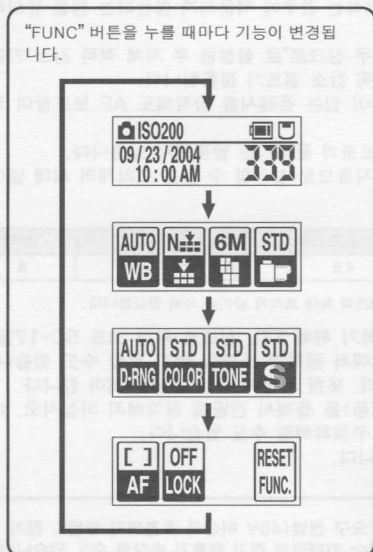 "FUNC" 버튼을 누를 때마다 기능이 변경됩
니다.
ISO200
09/23/2004 330
10:00 AM
AUTO N 6M STD
WB
AUTO STD STD STD
D-RNG COLOR TONE S
[ ] OFF RESET
AF LOCK FUNC.